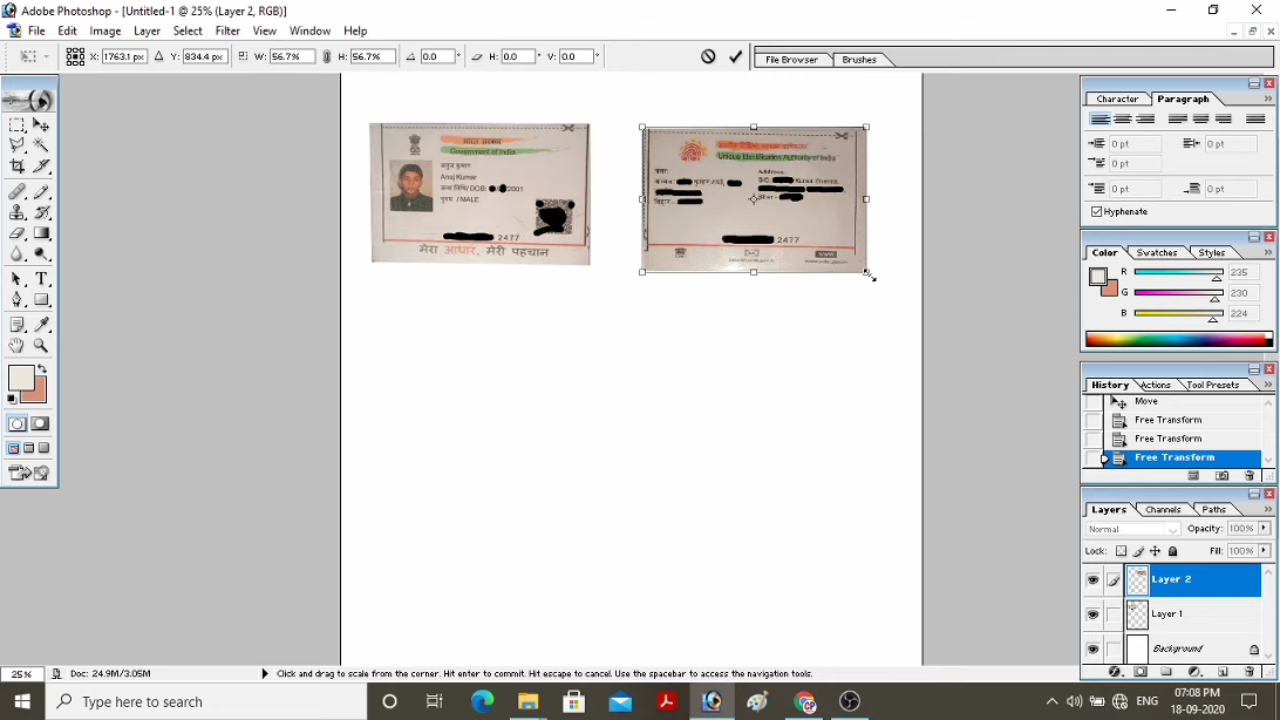 Adobe Photoshop - [Untitled-1 @ 25% (Layer 2, RGB)]
File Edit Image Layer Select Filter View Window Help
X: 1763.1 px Y: 834.4 px W: 56.7% H: 56.7% 0.0 ° H: 0.0 ° V: 0.0 °
File Browser Brushes
Character Paragraph
0 pt 0 pt
0 pt
0 pt 0 pt
Hyphenate
Color Swatches Styles
R 235
G 230
B 224
History Actions Tool Presets
Move
Free Transform
Free Transform
Free Transform
Layers Channels Paths
Normal Opacity: 100%
Lock: Fill: 100%
Layer 2
Layer 1
Background
भारत सरकार
Government of India
अनुज कुमार
Anuj Kumar
जन्म तिथि/ DOB: 2001
पुरुष / MALE
2477
मेरा आधार, मेरी पहचान
Unique Identification Authority of India
पता:
Address:
बिहार
2477
25% Doc: 24.9M/3.05M Click and drag to scale from the corner. Hit enter to commit. Hit escape to cancel. Use the spacebar to access the navigation tools.
Type here to search
ENG
07:08 PM
18-09-2020